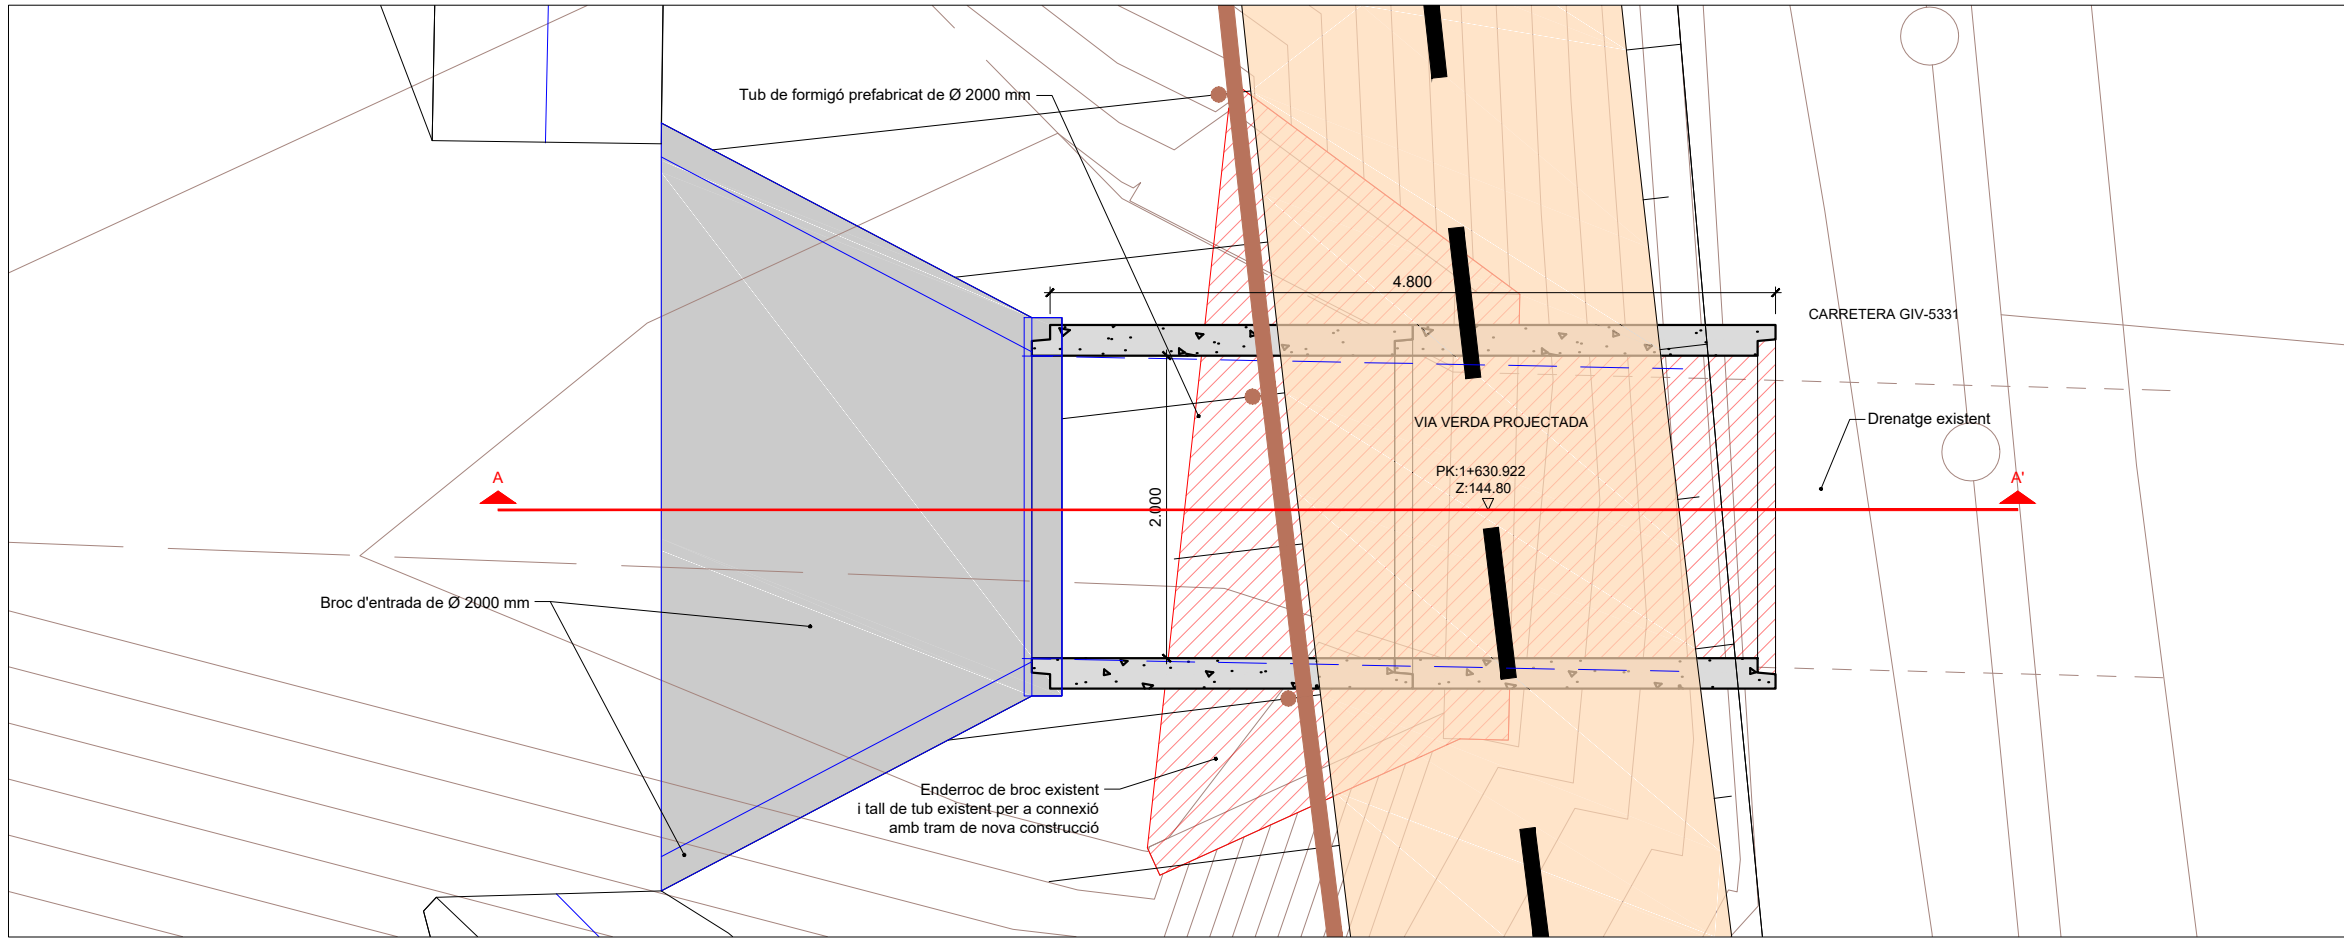 Tub de formigó prefabricat de Ø 2000 mm
4.800
CARRETERA GIV-5331
Drenatge existent
VIA VERDA PROJECTADA
PK:1+630.922
Z:144.80
A
A'
2.000
Broc d'entrada de Ø 2000 mm
Enderroc de broc existent
i tall de tub existent per a connexió
amb tram de nova construcció